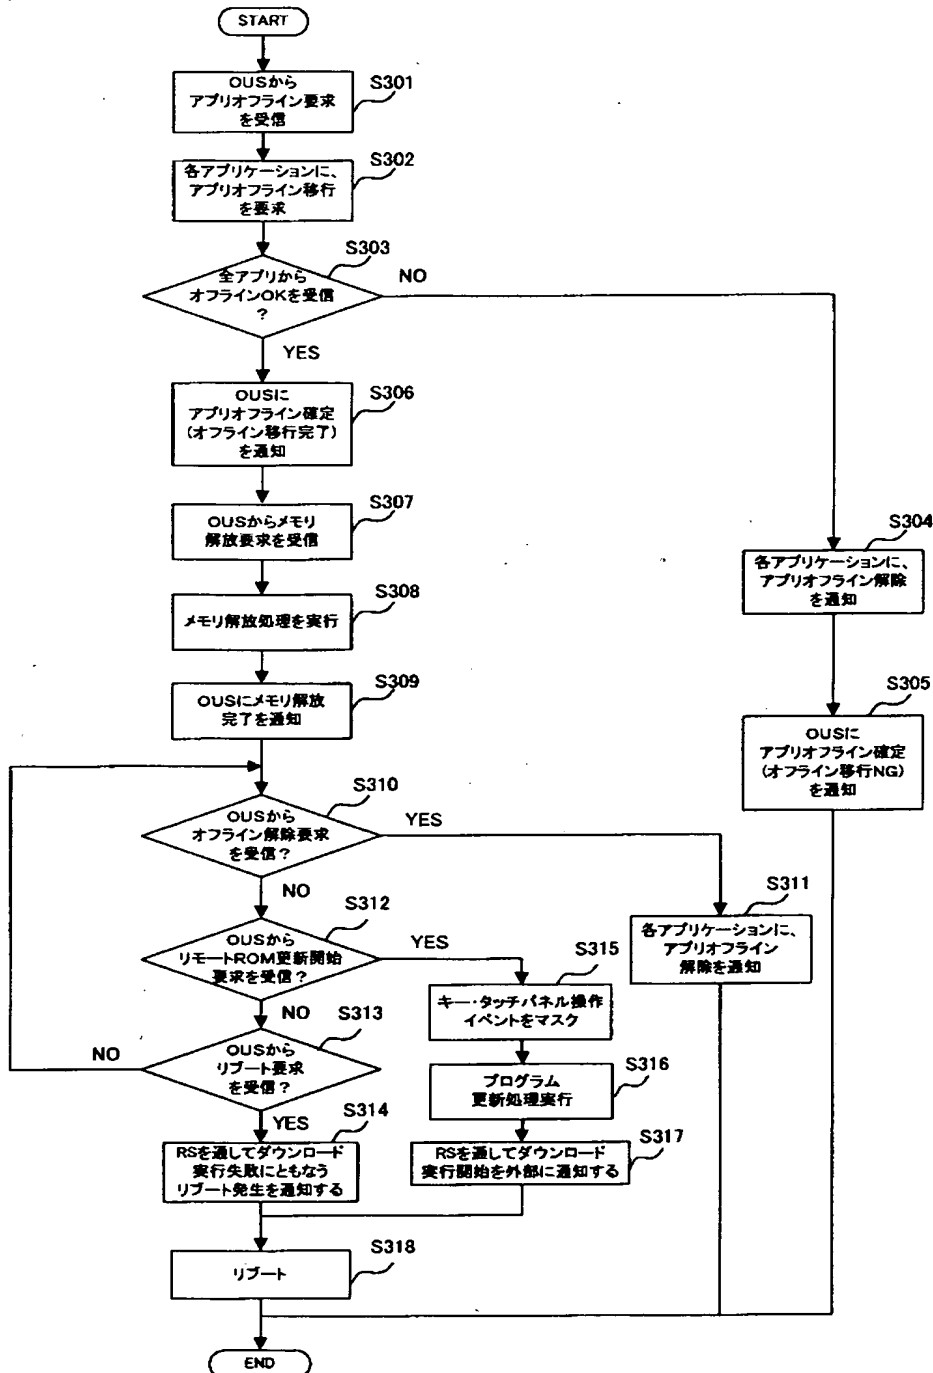 START
S301
OUSから
アプリオフライン要求
を受信
S302
各アプリケーションに、
アプリオフライン移行
を要求
S303
全アプリから
オフラインOKを受信
?
NO
YES
S306
OUSに
アプリオフライン確定
(オフライン移行完了)
を通知
S307
OUSからメモリ
解放要求を受信
S304
各アプリケーションに、
アプリオフライン解除
を通知
S308
メモリ解放処理を実行
S309
OUSにメモリ解放
完了を通知
S305
OUSに
アプリオフライン確定
(オフライン移行NG)
を通知
S310
OUSから
オフライン解除要求
を受信?
YES
NO
S311
各アプリケーションに、
アプリオフライン
解除を通知
S312
OUSから
リモートROM更新開始
要求を受信?
YES
NO
S315
キー・タッチパネル操作
イベントをマスク
S313
OUSから
リブート要求
を受信?
NO
YES
S316
プログラム
更新処理実行
S314
RSを通してダウンロード
実行失敗にともなう
リブート発生を通知する
S317
RSを通してダウンロード
実行開始を外部に通知する
S318
リブート
END